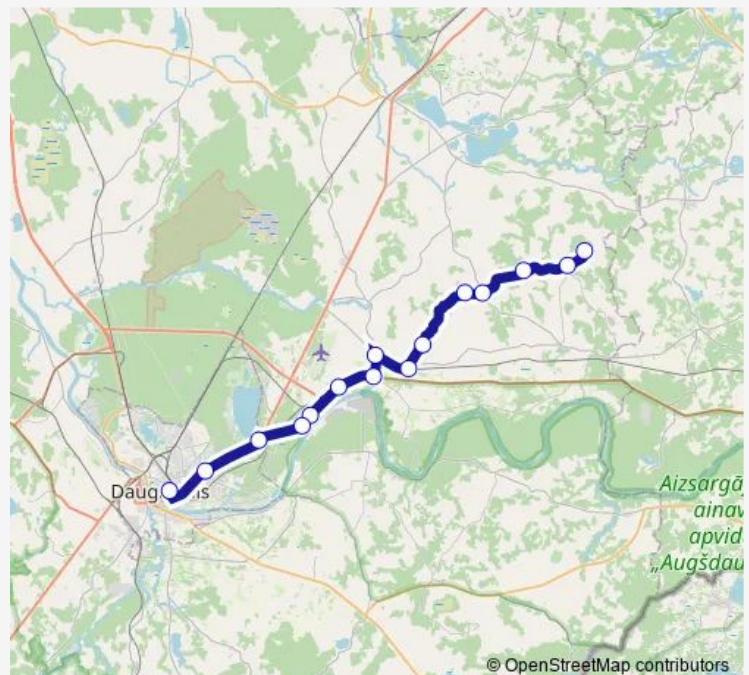 Daugavpils
Aizsargā
ainav
apvid
„Augšdau
© OpenStreetMap contributors